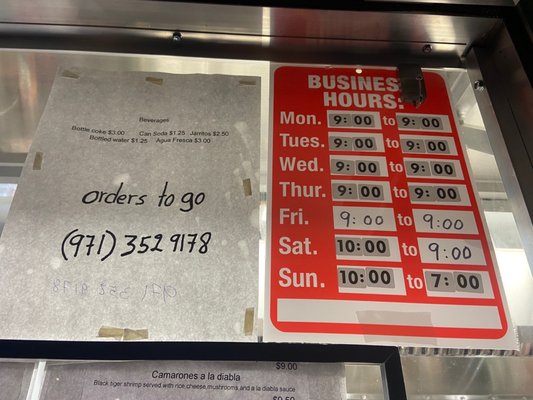 Beverages
Bottle coke $3.00 Can Soda $1.25 Jarritos $2.50
Bottled water $1.25 Agua Fresca $3.00
orders to go
(971) 352 9178
BUSINESS
HOURS:
Mon. 9:00 to 9:00
Tues. 9:00 to 9:00
Wed. 9:00 to 9:00
Thur. 9:00 to 9:00
Fri. 9:00 to 9:00
Sat. 10:00 to 9:00
Sun. 10:00 to 7:00
$9.00
Camarones a la diabla
Black tiger shrimp served with rice,cheese,mushrooms,and a la diabla sauce